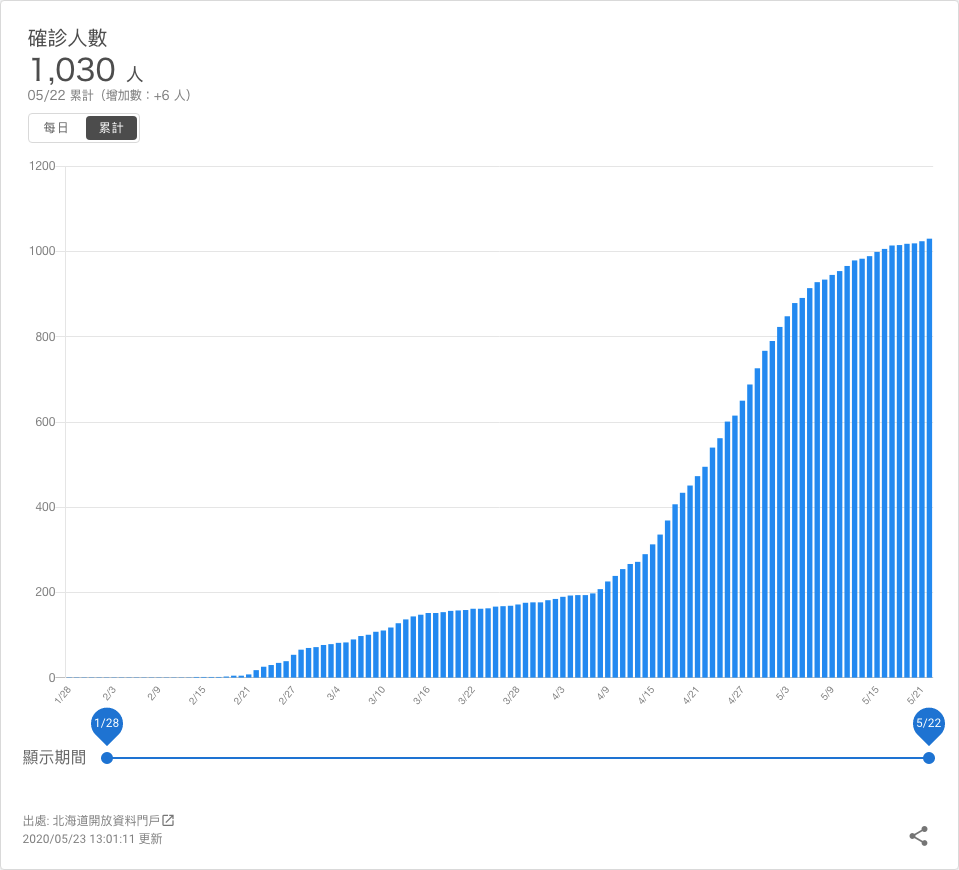 確診人數
1,030 人
05/22 累計（增加數：+6 人）
每日 累計
1200
1000
800
600
400
200
0
1/28 2/3 2/9 2/15 2/21 2/27 3/4 3/10 3/16 3/22 3/28 4/3 4/9 4/15 4/21 4/27 5/3 5/9 5/15 5/21
1/28 5/22
顯示期間
出處: 北海道開放資料門戶
2020/05/23 13:01:11 更新